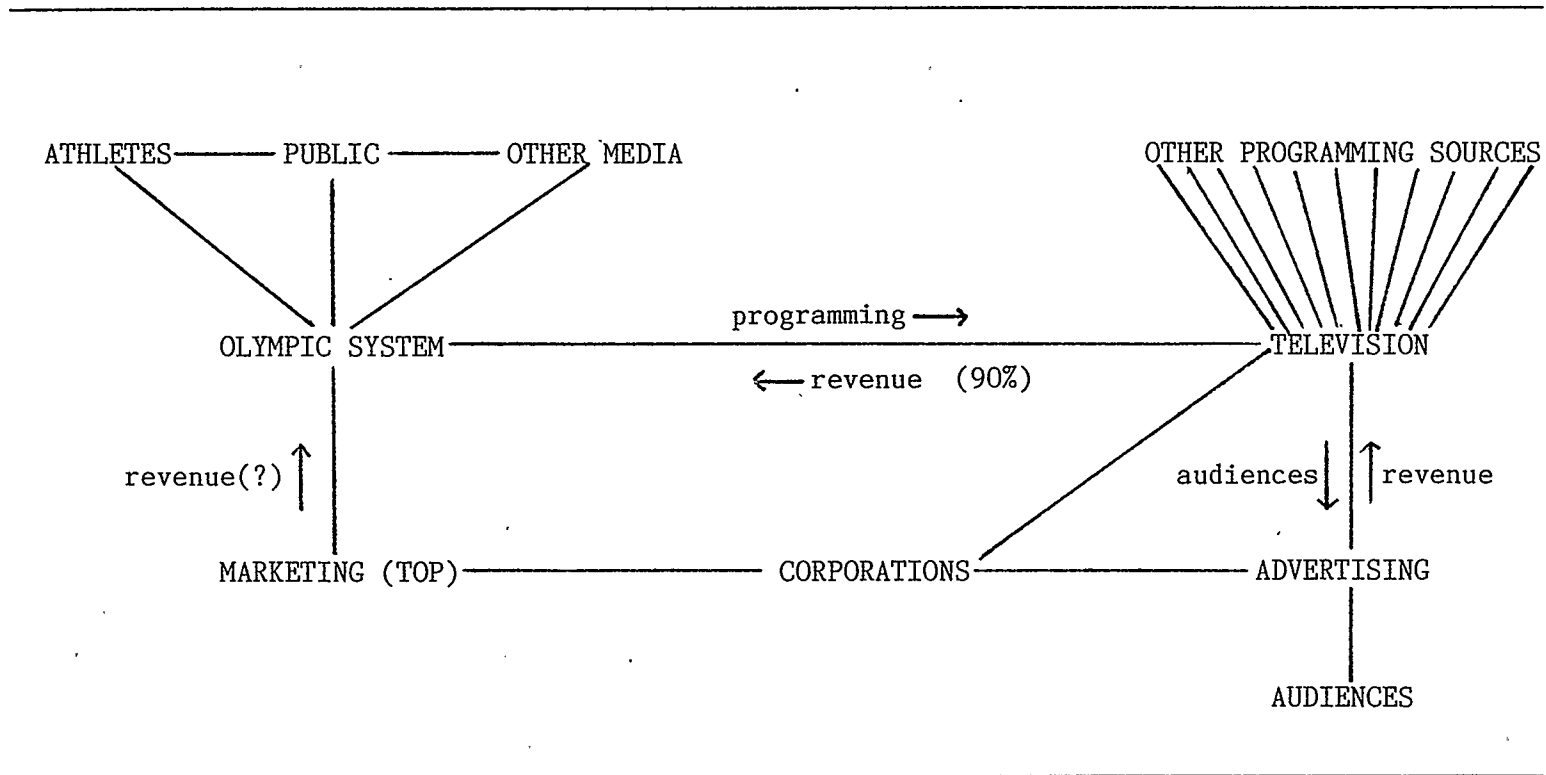 ATHLETES PUBLIC OTHER MEDIA OTHER PROGRAMMING SOURCES
programming →
OLYMPIC SYSTEM TELEVISION
← revenue (90%)
revenue(?) ↑ audiences ↓ ↑ revenue
MARKETING (TOP) CORPORATIONS ADVERTISING
AUDIENCES